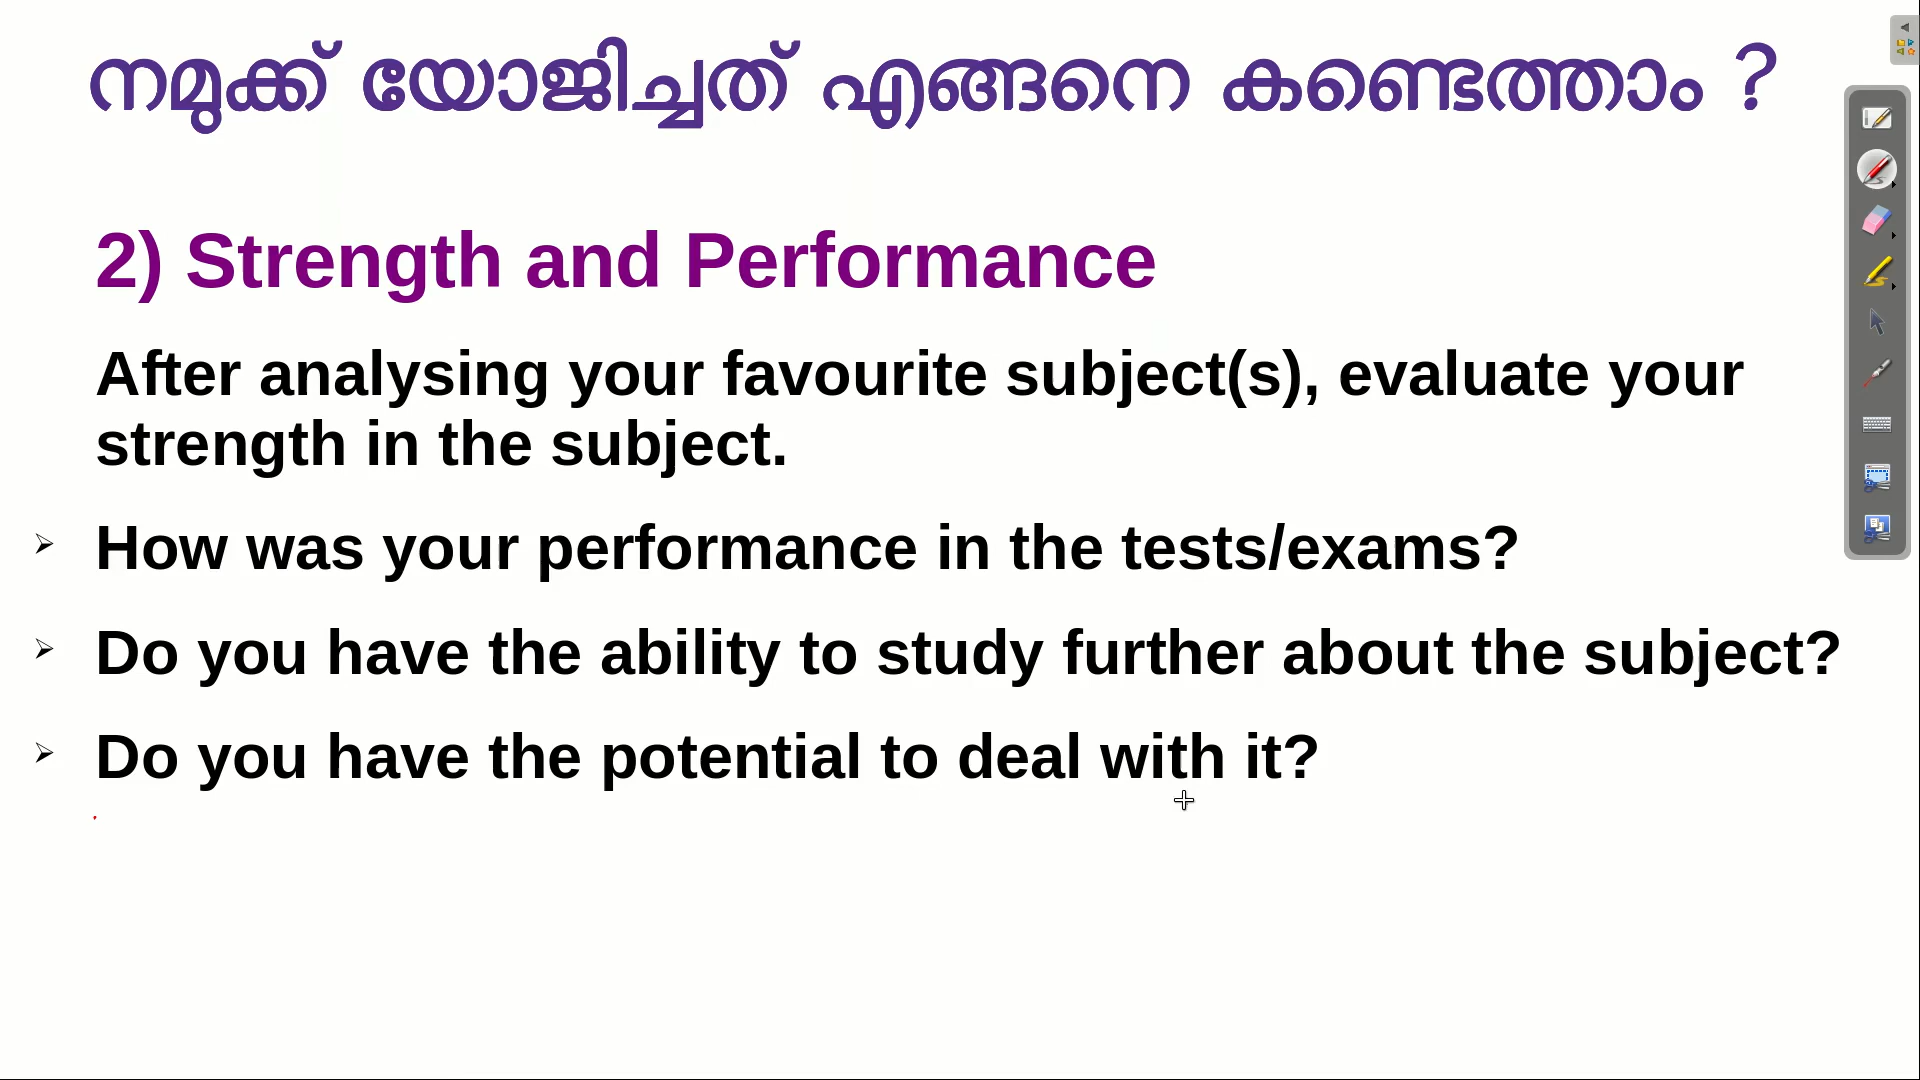 നമുക്ക് യോജിച്ചത് എങ്ങനെ കണ്ടെത്താം ?
2) Strength and Performance
After analysing your favourite subject(s), evaluate your
strength in the subject.
➢ How was your performance in the tests/exams?
➢ Do you have the ability to study further about the subject?
➢ Do you have the potential to deal with it?